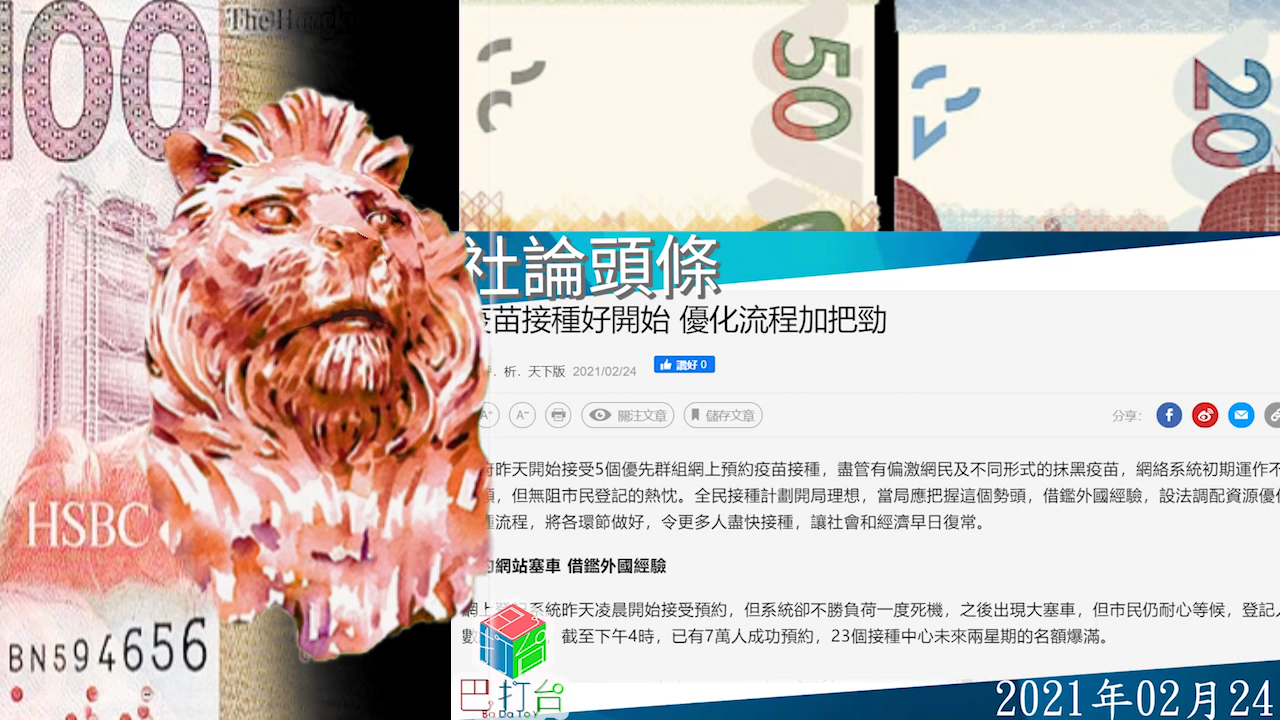 100
The Hongk
50
20
社論頭條
疫苗接種好開始 優化流程加把勁
析. 天下版 2021/02/24
讚好 0
A⁺
A⁻
關注文章
儲存文章
分享:
昨天開始接受5個優先群組網上預約疫苗接種，盡管有偏激網民及不同形式的抹黑疫苗，網絡系統初期運作不
，但無阻市民登記的熱忱。全民接種計劃開局理想，當局應把握這個勢頭，借鑑外國經驗，設法調配資源優化
種流程，將各環節做好，令更多人盡快接種，讓社會和經濟早日復常。
網站塞車 借鑑外國經驗
網上登記系統昨天凌晨開始接受預約，但系統卻不勝負荷一度死機，之後出現大塞車，但市民仍耐心等候，登記人
數 ，截至下午4時，已有7萬人成功預約，23個接種中心未來兩星期的名額爆滿。
HSBC
BN594656
巴打台
BaDaToY
2021年02月24